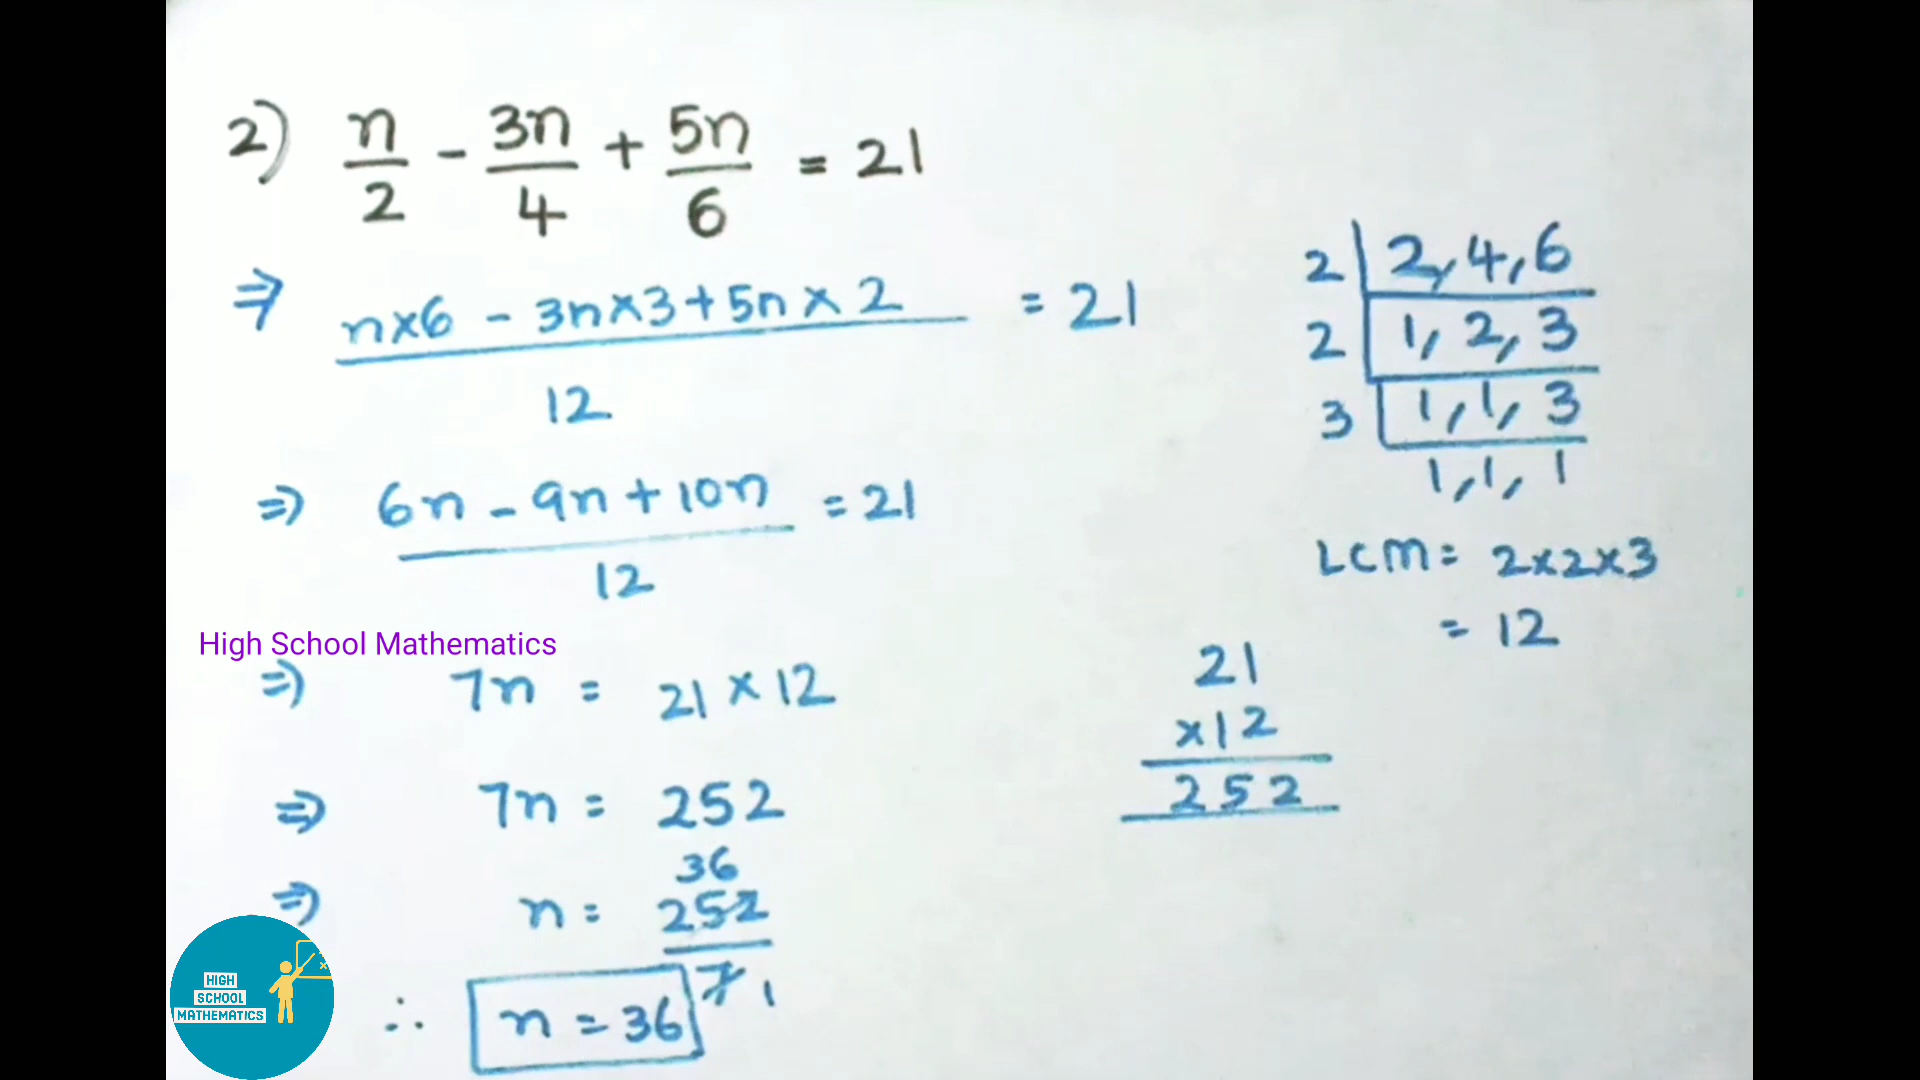 2) n/2 - 3n/4 + 5n/6 = 21
⇒ (n×6 - 3n×3+5n×2)/12 = 21
⇒ (6n - 9n + 10n)/12 = 21
High School Mathematics
⇒ 7n = 21 × 12
⇒ 7n = 252
36
⇒ n = 252/7 1
∴ n = 36
2 | 2, 4, 6
2 | 1, 2, 3
3 | 1, 1, 3
1, 1, 1
LCM = 2×2×3
= 12
21
×12
252
HIGH
SCHOOL
MATHEMATICS